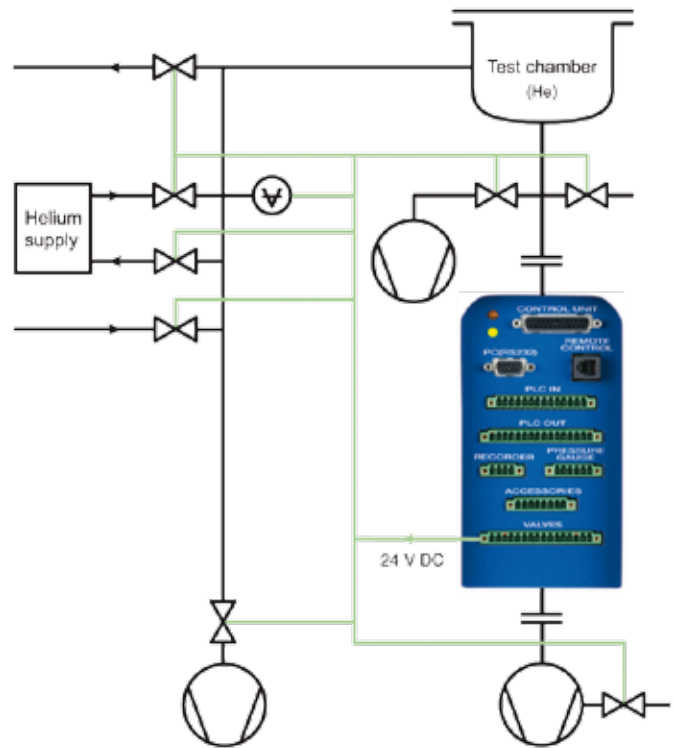 Test chamber
(He)
Helium
supply
CONTROL UNIT
PC(RS232)
REMOTE
CONTROL
PLC IN
PLC OUT
RECORDER
PRESSURE
GAUGE
ACCESSORIES
VALVES
24 V DC